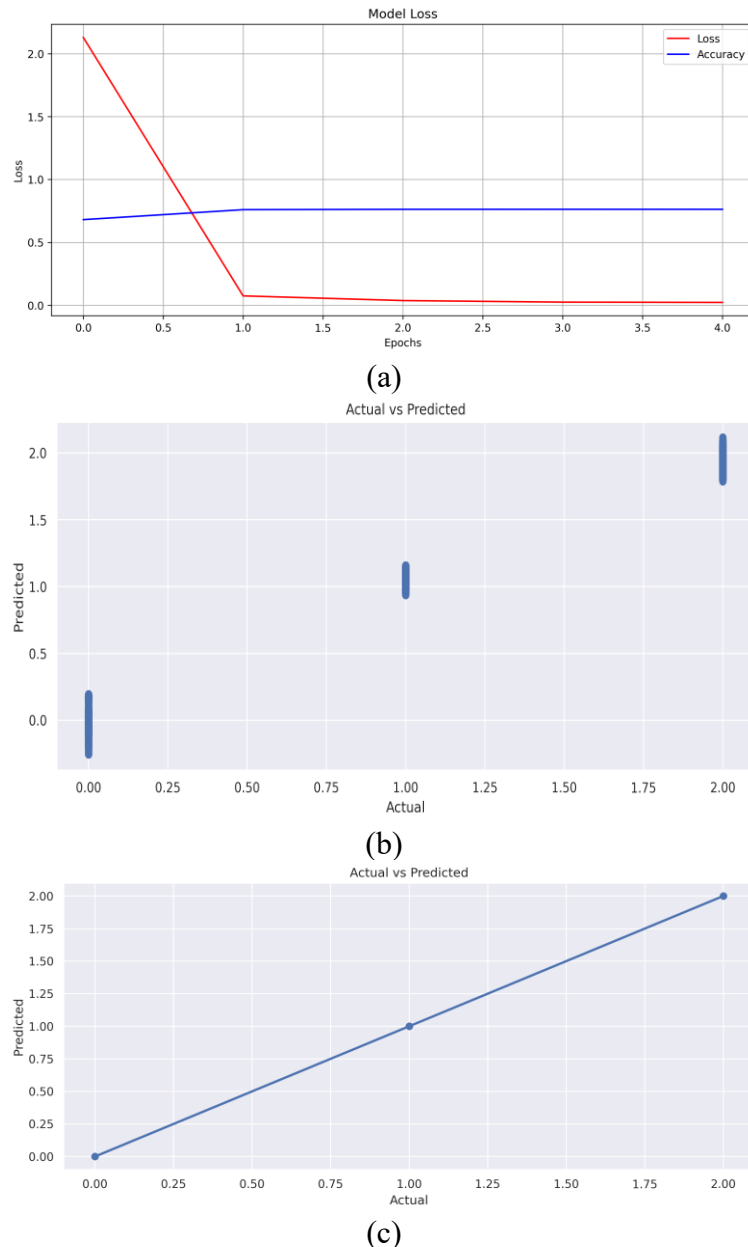 Model Loss
Loss
Accuracy
2.0
1.5
1.0
0.5
0.0
Loss
0.0 0.5 1.0 1.5 2.0 2.5 3.0 3.5 4.0
Epochs
(a)
Actual vs Predicted
2.0
1.5
1.0
0.5
0.0
Predicted
0.00 0.25 0.50 0.75 1.00 1.25 1.50 1.75 2.00
Actual
(b)
Actual vs Predicted
2.00
1.75
1.50
1.25
1.00
0.75
0.50
0.25
0.00
Predicted
0.00 0.25 0.50 0.75 1.00 1.25 1.50 1.75 2.00
Actual
(c)